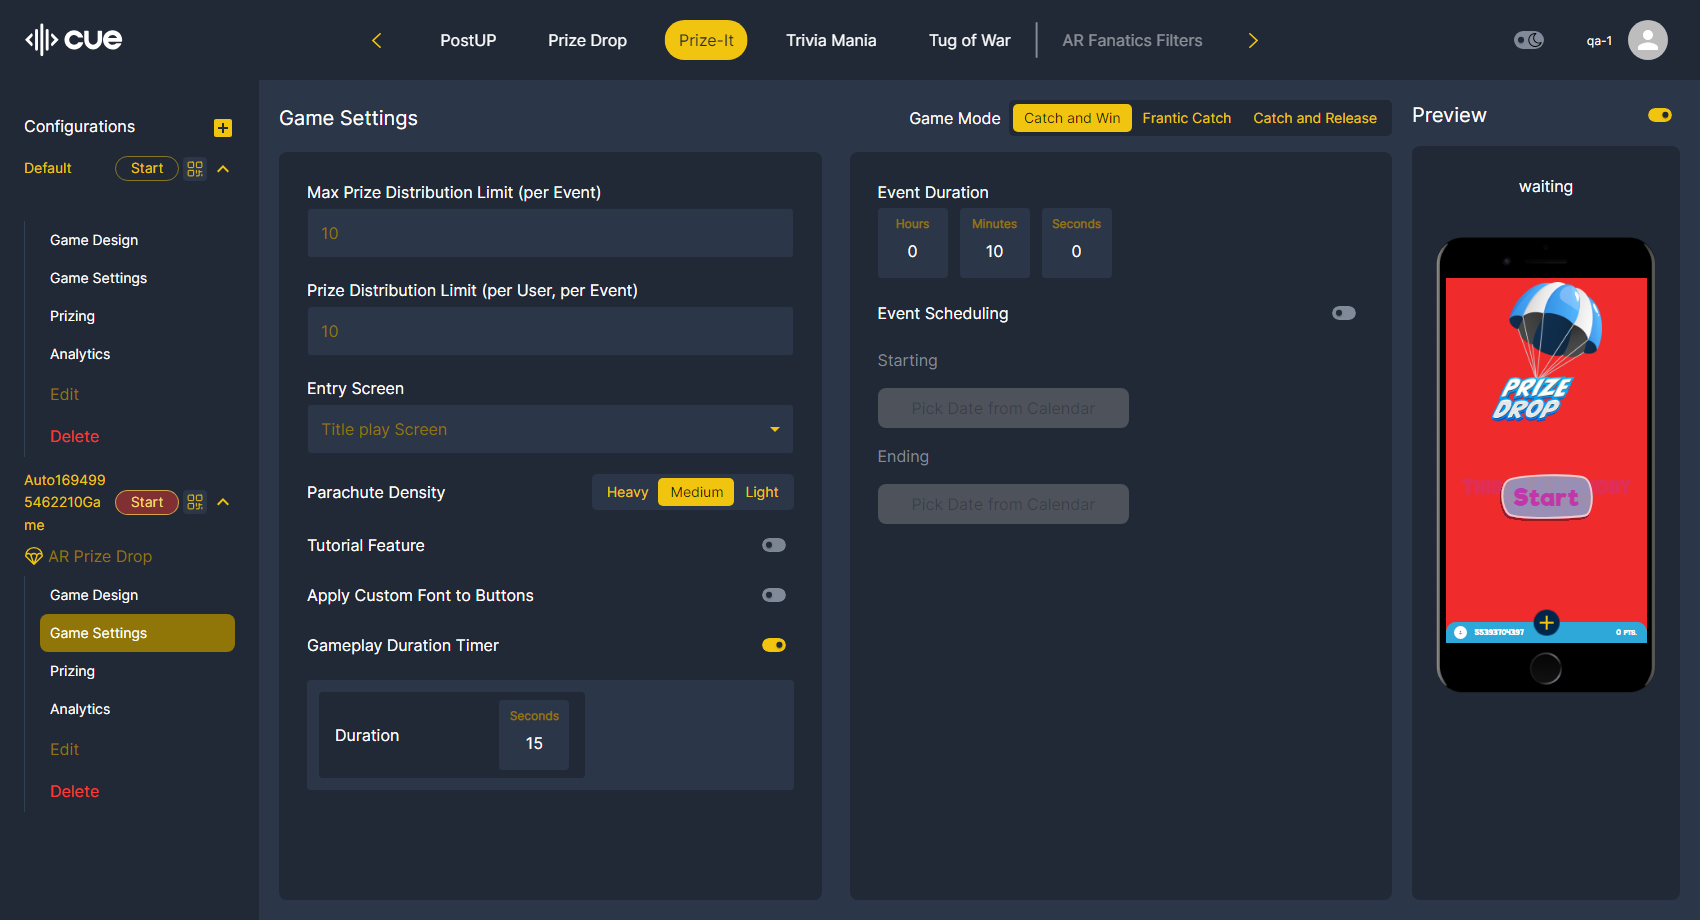 cue
PostUP
Prize Drop
Prize-It
Trivia Mania
Tug of War
AR Fanatics Filters
qa-1
Configurations
Default
Start
Game Design
Game Settings
Prizing
Analytics
Edit
Delete
Auto169499
5462210Ga
me
Start
AR Prize Drop
Game Design
Game Settings
Prizing
Analytics
Edit
Delete
Game Settings
Game Mode
Catch and Win
Frantic Catch
Catch and Release
Max Prize Distribution Limit (per Event)
10
Prize Distribution Limit (per User, per Event)
10
Entry Screen
Title play Screen
Parachute Density
Heavy
Medium
Light
Tutorial Feature
Apply Custom Font to Buttons
Gameplay Duration Timer
Duration
Seconds
15
Event Duration
Hours
0
Minutes
10
Seconds
0
Event Scheduling
Starting
Pick Date from Calendar
Ending
Pick Date from Calendar
Preview
waiting
PRIZE
DROP
Start
55393704397
0 PTS.